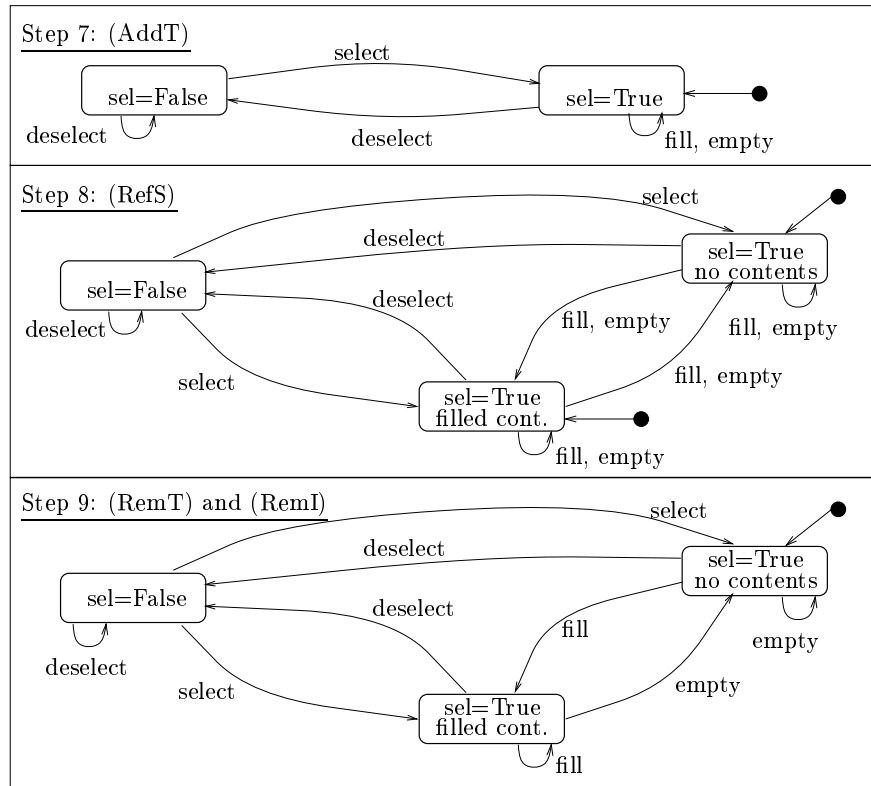 Step 7: (AddT)
select
sel=False
sel=True
deselect
deselect
fill, empty
Step 8: (RefS)
select
deselect
sel=True
no contents
sel=False
deselect
deselect
fill, empty
fill, empty
select
fill, empty
sel=True
filled cont.
fill, empty
Step 9: (RemT) and (RemI)
select
deselect
sel=True
no contents
sel=False
deselect
fill
empty
deselect
select
empty
sel=True
filled cont.
fill